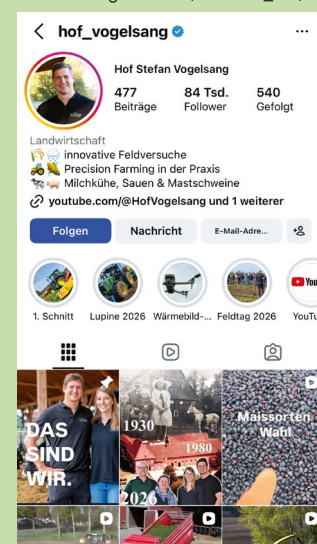 hof_vogelsang
Hof Stefan Vogelsang
477 84 Tsd. 540
Beiträge Follower Gefolgt
Landwirtschaft
innovative Feldversuche
Precision Farming in der Praxis
Milchkühe, Sauen & Mastschweine
youtube.com/@HofVogelsang und 1 weiterer
Folgen Nachricht E-Mail-Adre...
1. Schnitt Lupine 2026 Wärmebild-... Feldtag 2026
DAS
SIND
WIR.
1930
1980
2026
Maissorten
Wahl